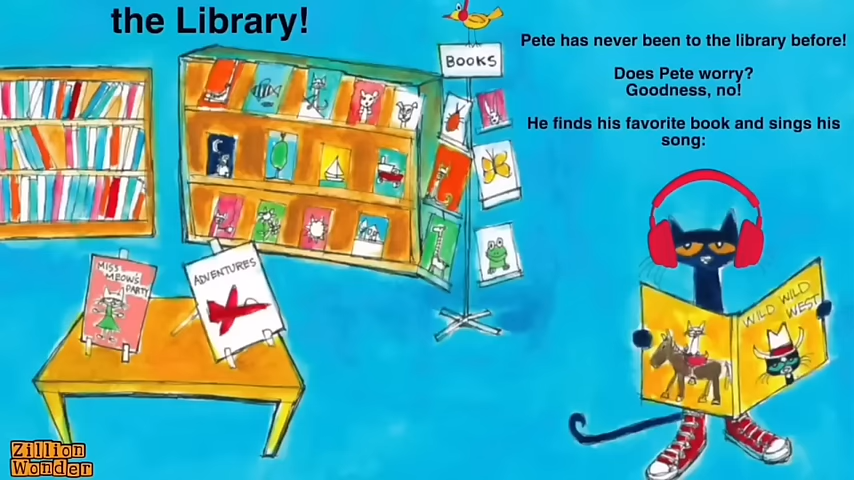 the Library!
BOOKS
Pete has never been to the library before!
Does Pete worry?
Goodness, no!
He finds his favorite book and sings his
song:
MISS
MEOW'S
PARTY
ADVENTURES
WILD WILD
WEST
Zillion
Wonder